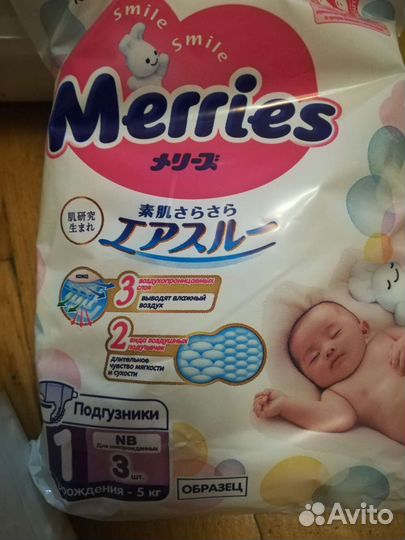 Smile Smile
Merries
メリーズ
肌研究
生まれ
素肌さらさら
エアスルー
3 воздухопроницаемых
слоя
выводят влажный
воздух
2 вида воздушных
подушечек
длительное
чувство мягкости
и сухости
Подгузники
1
NB
Для новорожденных
3 шт.
рождения - 5 кг
ОБРАЗЕЦ
Avito